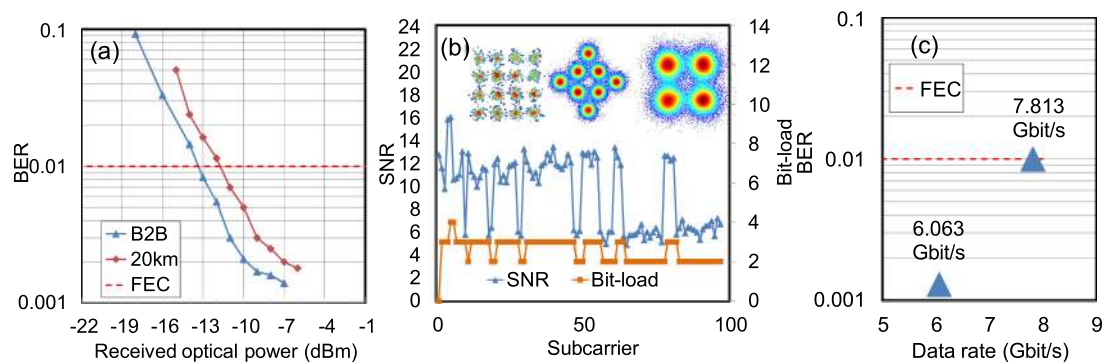 (a)
BER
0.1
0.01
0.001
B2B
20km
FEC
-22 -19 -16 -13 -10 -7 -4 -1
Received optical power (dBm)
(b)
SNR
24
22
20
18
16
14
12
10
8
6
4
2
0
14
12
10
8
6
4
2
0
Bit-load
SNR
Bit-load
0 50 100
Subcarrier
(c)
BER
0.1
0.01
0.001
FEC
7.813
Gbit/s
6.063
Gbit/s
5 6 7 8 9
Data rate (Gbit/s)